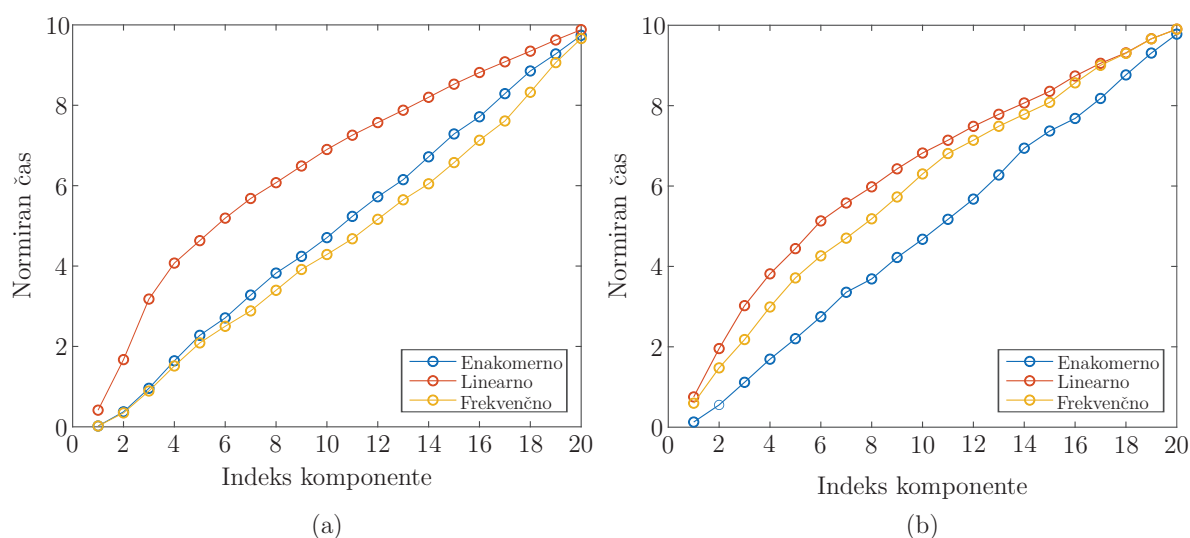 10
8
6
4
2
0
Normiran čas
Enakomerno
Linearno
Frekvenčno
0 2 4 6 8 10 12 14 16 18 20
Indeks komponente
(a)
10
8
6
4
2
0
Normiran čas
Enakomerno
Linearno
Frekvenčno
0 2 4 6 8 10 12 14 16 18 20
Indeks komponente
(b)